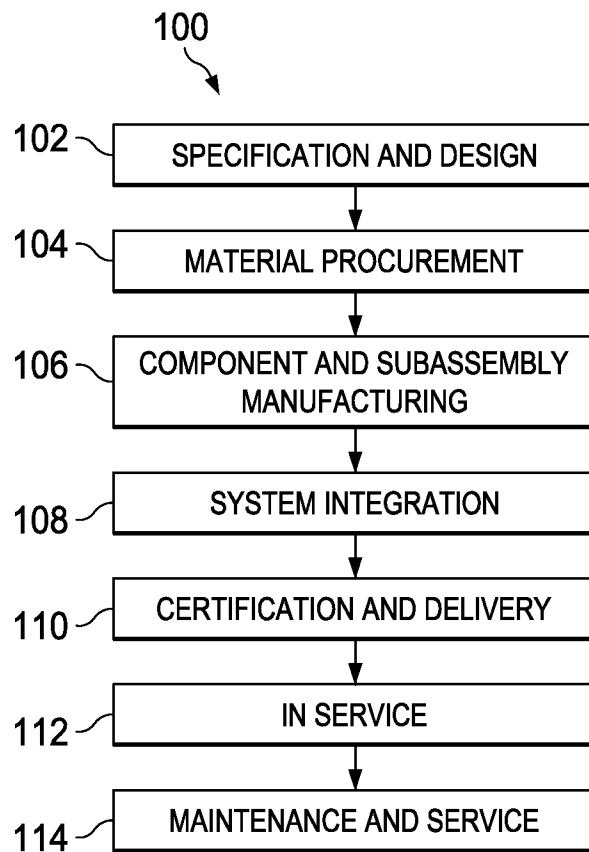 100
102 SPECIFICATION AND DESIGN
104 MATERIAL PROCUREMENT
106 COMPONENT AND SUBASSEMBLY
MANUFACTURING
108 SYSTEM INTEGRATION
110 CERTIFICATION AND DELIVERY
112 IN SERVICE
114 MAINTENANCE AND SERVICE